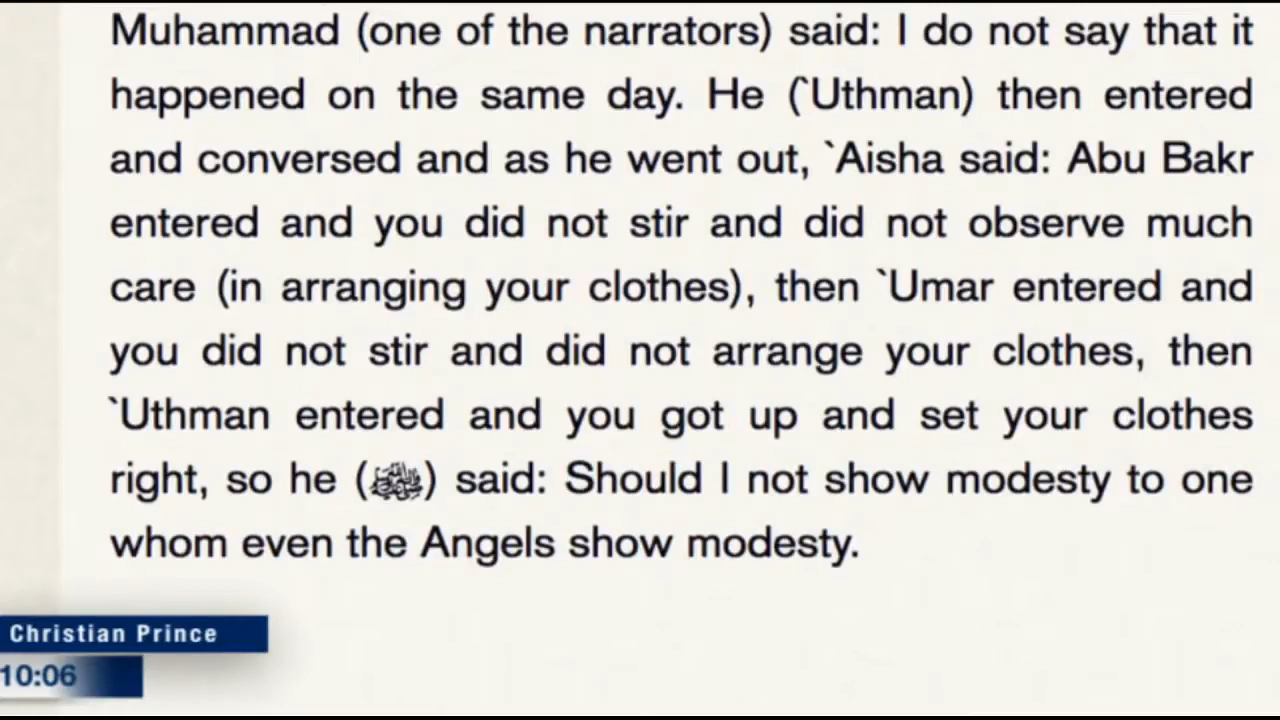 Muhammad (one of the narrators) said: I do not say that it
happened on the same day. He (`Uthman) then entered
and conversed and as he went out, `Aisha said: Abu Bakr
entered and you did not stir and did not observe much
care (in arranging your clothes), then `Umar entered and
you did not stir and did not arrange your clothes, then
`Uthman entered and you got up and set your clothes
right, so he (ﷺ) said: Should I not show modesty to one
whom even the Angels show modesty.
Christian Prince
10:06